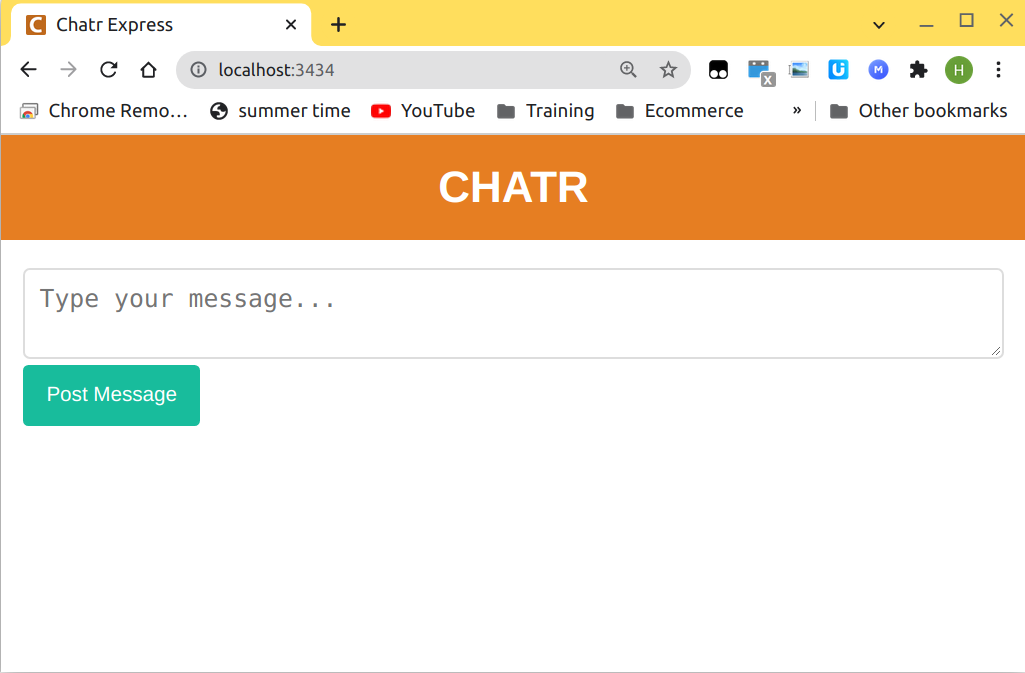 Chatr Express
localhost:3434
H
Chrome Remo… summer time YouTube Training Ecommerce » Other bookmarks
CHATR
Type your message...
Post Message